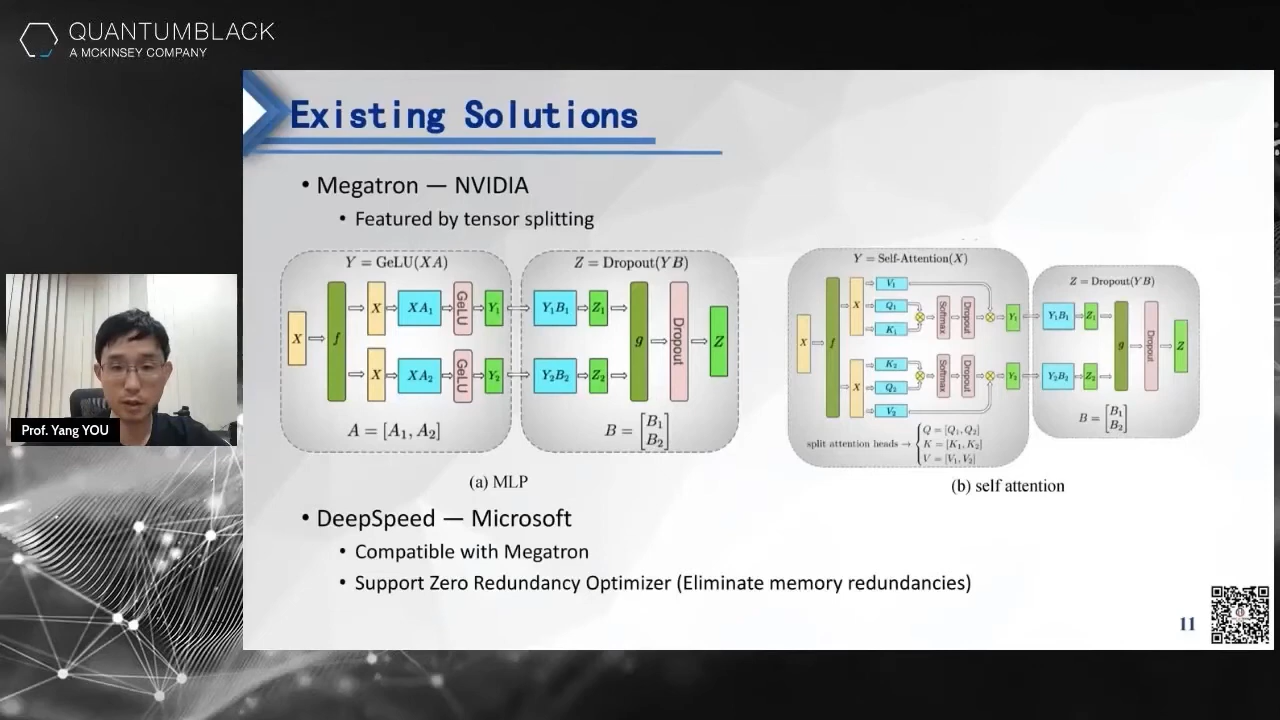 QUANTUMBLACK
A MCKINSEY COMPANY
Existing Solutions
• Megatron — NVIDIA
• Featured by tensor splitting
Y = GeLU(XA)
Z = Dropout(YB)
X
f
X
XA₁
GeLU
Y₁
Y₁B₁
Z₁
X
XA₂
GeLU
Y₂
Y₂B₂
Z₂
g
Dropout
Z
A = [A₁, A₂]
B = [B₁
B₂]
(a) MLP
Y = Self-Attention(X)
Z = Dropout(YB)
X
f
X
V₁
Q₁
K₁
Softmax
Dropout
Y₁
Y₁B₁
Z₁
X
K₂
Q₂
V₂
Softmax
Dropout
Y₂
Y₂B₂
Z₂
g
Dropout
Z
split attention heads → { Q = [Q₁, Q₂]
K = [K₁, K₂]
V = [V₁, V₂]
B = [B₁
B₂]
(b) self attention
Prof. Yang YOU
• DeepSpeed — Microsoft
• Compatible with Megatron
• Support Zero Redundancy Optimizer (Eliminate memory redundancies)
11